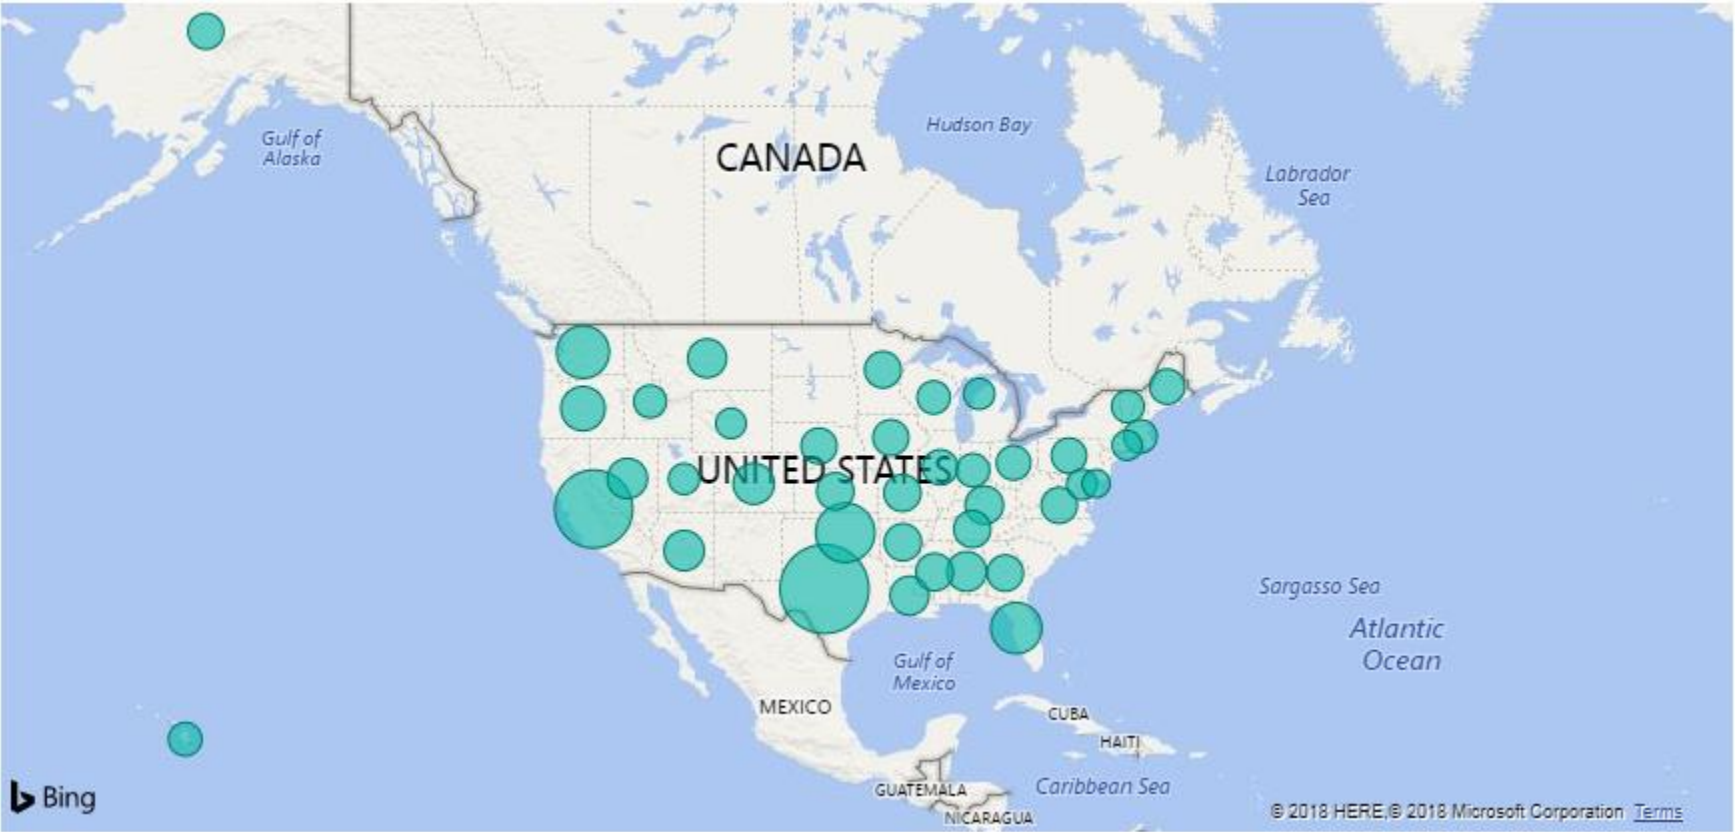 Gulf of
Alaska
CANADA
Hudson Bay
Labrador
Sea
UNITED STATES
Sargasso Sea
Atlantic
Ocean
Gulf of
Mexico
MEXICO
CUBA
HAITI
Caribbean Sea
GUATEMALA
NICARAGUA
Bing
© 2018 HERE,© 2018 Microsoft Corporation Terms